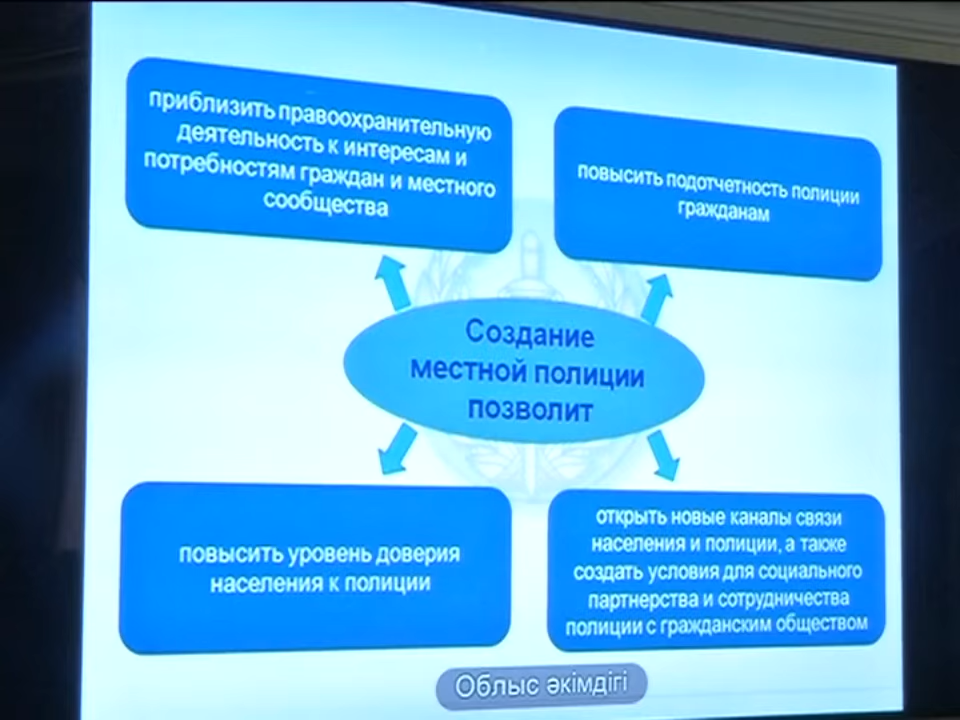 приблизить правоохранительную
деятельность к интересам и
потребностям граждан и местного
сообщества
повысить подотчетность полиции
гражданам
Создание
местной полиции
позволит
повысить уровень доверия
населения к полиции
открыть новые каналы связи
населения и полиции, а также
создать условия для социального
партнерства и сотрудничества
полиции с гражданским обществом
Облыс әкімдігі